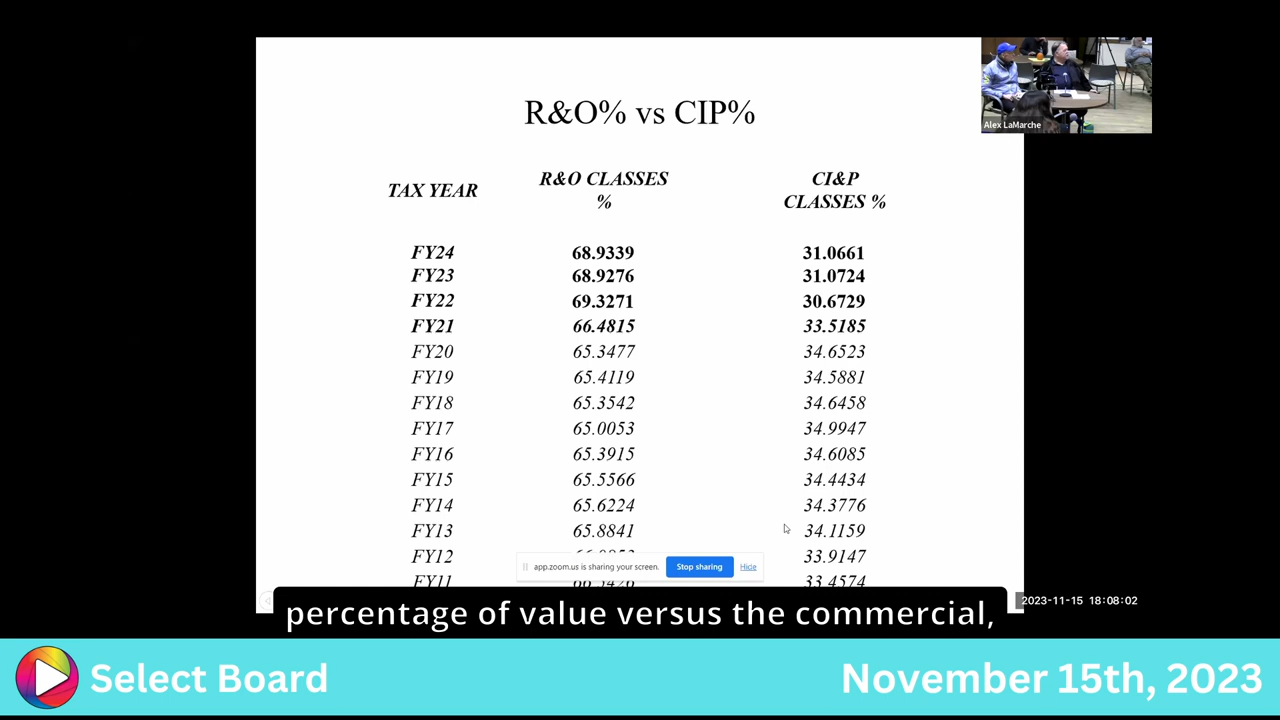 R&O% vs CIP%
Alex LaMarche
TAX YEAR R&O CLASSES % CI&P CLASSES %
FY24 68.9339 31.0661
FY23 68.9276 31.0724
FY22 69.3271 30.6729
FY21 66.4815 33.5185
FY20 65.3477 34.6523
FY19 65.4119 34.5881
FY18 65.3542 34.6458
FY17 65.0053 34.9947
FY16 65.3915 34.6085
FY15 65.5566 34.4434
FY14 65.6224 34.3776
FY13 65.8841 34.1159
FY12 33.9147
app.zoom.us is sharing your screen. Stop sharing Hide
FY11 33.4574
percentage of value versus the commercial,
2023-11-15 18:08:02
Select Board November 15th, 2023